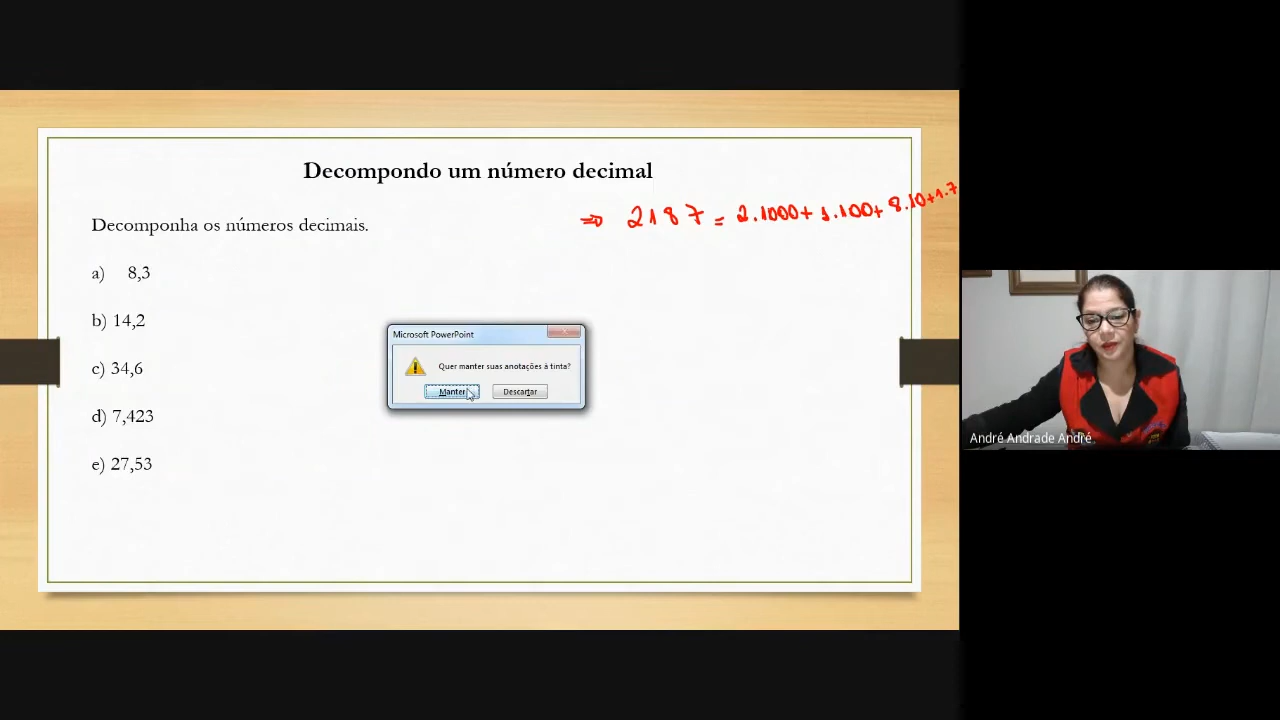 Decompondo um número decimal
⇒ 2187 = 2.1000+ 1.100+ 8.10+1.7
Decomponha os números decimais.
a) 8,3
b) 14,2
c) 34,6
d) 7,423
e) 27,53
Microsoft PowerPoint
Quer manter suas anotações à tinta?
Manter
Descartar
André Andrade André